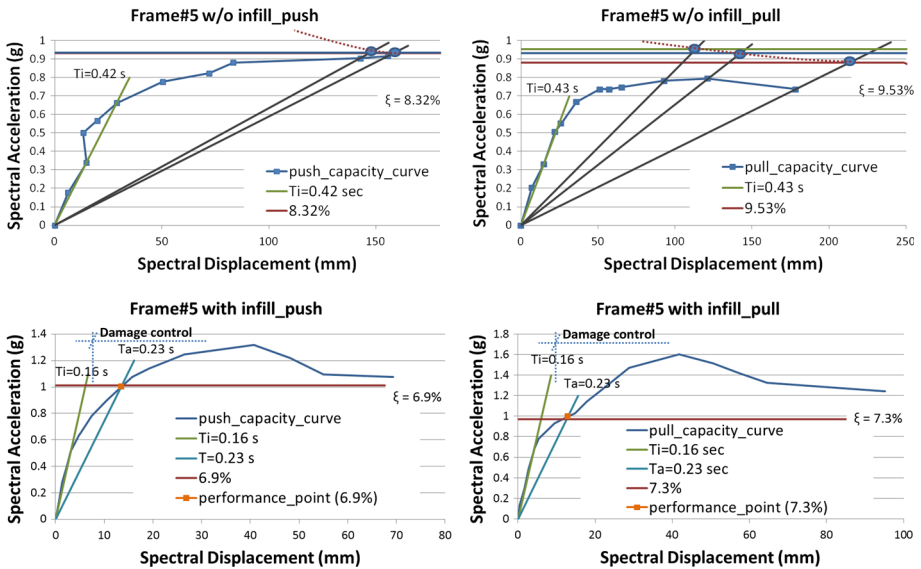 Frame#5 w/o infill_push
Spectral Acceleration (g)
1
0.9
0.8
0.7
0.6
0.5
0.4
0.3
0.2
0.1
0
Ti=0.42 s
ξ = 8.32%
push_capacity_curve
Ti=0.42 sec
8.32%
0 50 100 150
Spectral Displacement (mm)
Frame#5 w/o infill_pull
Spectral Acceleration (g)
1
0.9
0.8
0.7
0.6
0.5
0.4
0.3
0.2
0.1
0
Ti=0.43 s
ξ = 9.53%
pull_capacity_curve
Ti=0.43 s
9.53%
0 50 100 150 200 250
Spectral Displacement (mm)
Frame#5 with infill_push
Spectral Acceleration (g)
1.4
1.2
1
0.8
0.6
0.4
0.2
0
Damage control
Ta=0.23 s
Ti=0.16 s
ξ = 6.9%
push_capacity_curve
Ti=0.16 s
T=0.23 s
6.9%
performance_point (6.9%)
0 10 20 30 40 50 60 70 80
Spectral Displacement (mm)
Frame#5 with infill_pull
Spectral Acceleration (g)
1.8
1.6
1.4
1.2
1
0.8
0.6
0.4
0.2
0
Damage control
Ti=0.16 s
Ta=0.23 s
ξ = 7.3%
pull_capacity_curve
Ti=0.16 sec
Ta=0.23 sec
7.3%
performance_point (7.3%)
0 20 40 60 80 100
Spectral Displacement (mm)